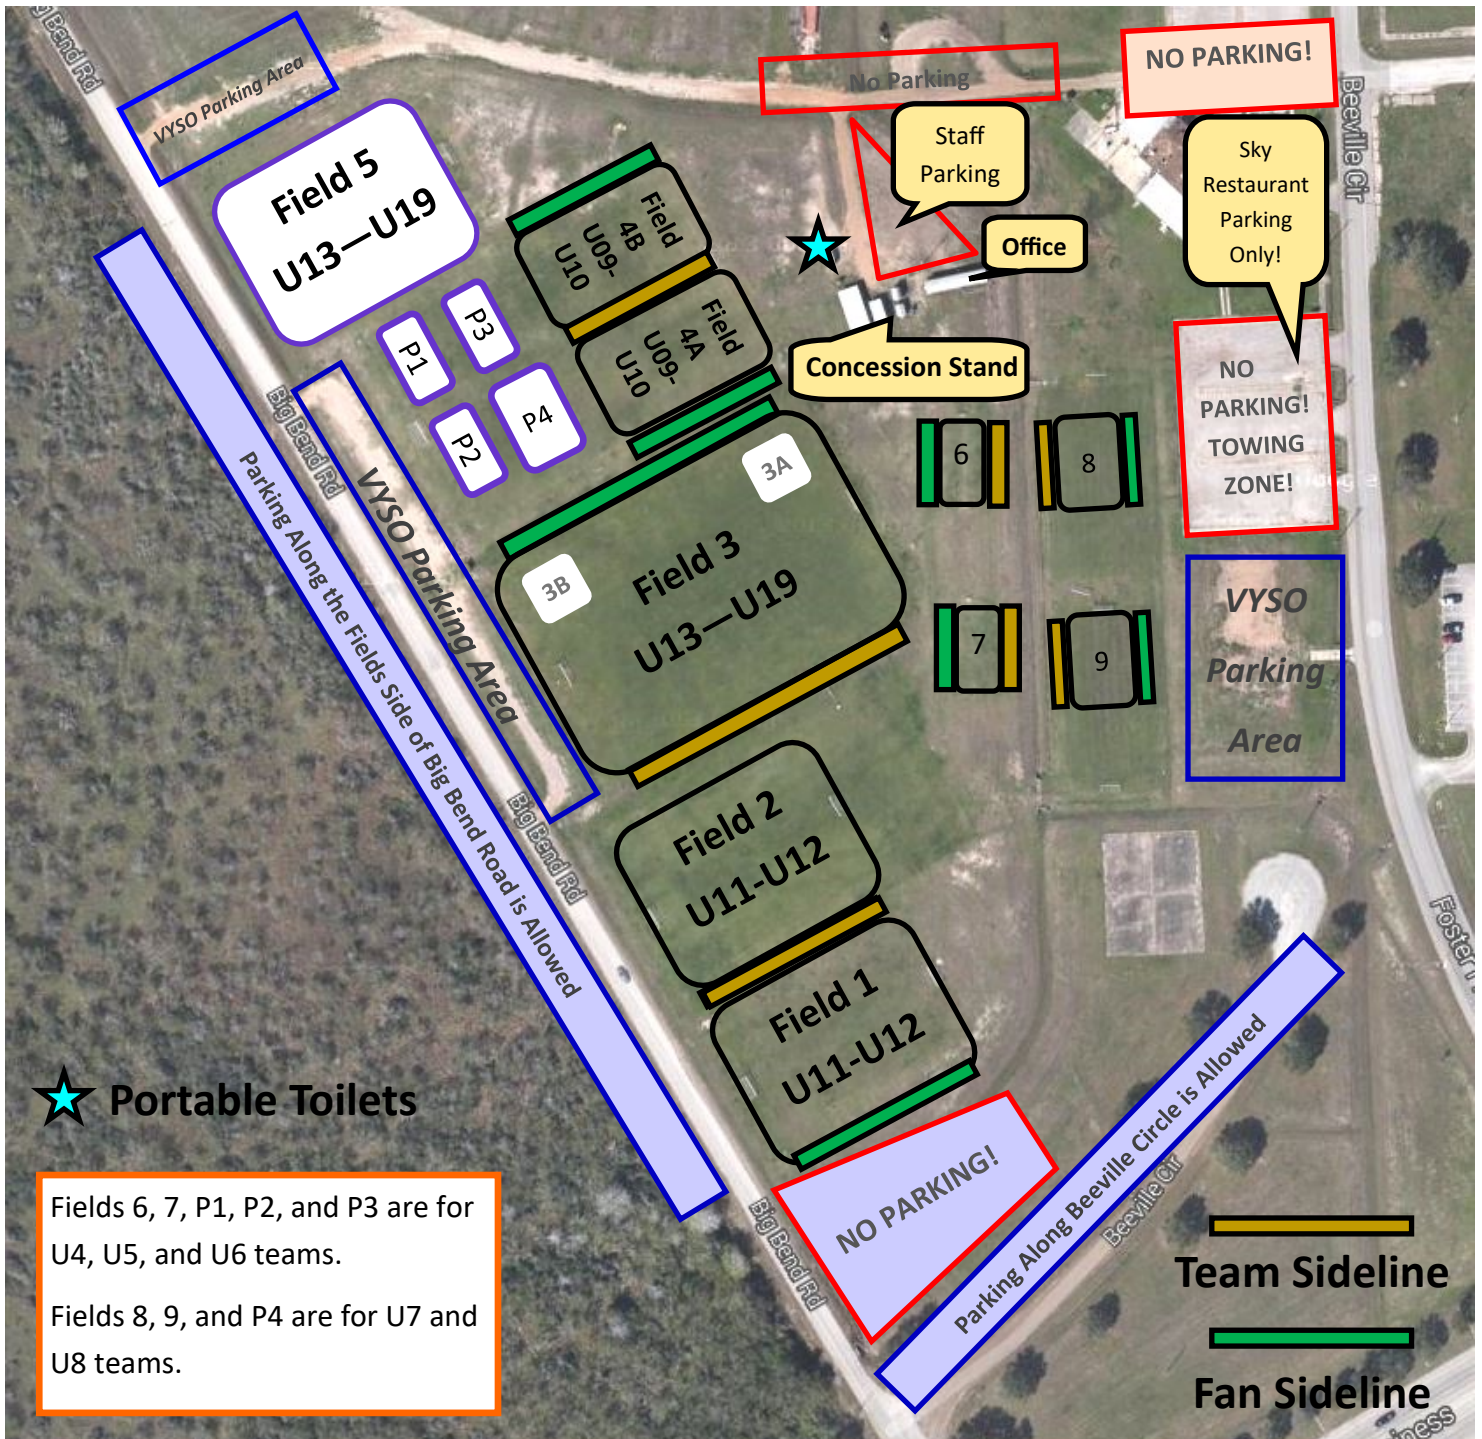 Big Bend Rd
VYSO Parking Area
No Parking
NO PARKING!
Beeville Cir
Staff
Parking
Sky
Restaurant
Parking
Only!
Office
Concession Stand
Field 5
U13—U19
Field
4B
U09-
U10
Field
4A
U09-
U10
P1
P3
P2
P4
NO
PARKING!
TOWING
ZONE!
Big Bend Rd
VYSO Parking Area
Parking Along the Fields Side of Big Bend Road is Allowed
3A
3B
Field 3
U13—U19
6
8
7
9
VYSO
Parking
Area
Big Bend Rd
Field 2
U11-U12
Field 1
U11-U12
Foster
Portable Toilets
NO PARKING!
Parking Along Beeville Circle is Allowed
Beeville Cir
Big Bend Rd
Fields 6, 7, P1, P2, and P3 are for
U4, U5, and U6 teams.
Fields 8, 9, and P4 are for U7 and
U8 teams.
Team Sideline
Fan Sideline